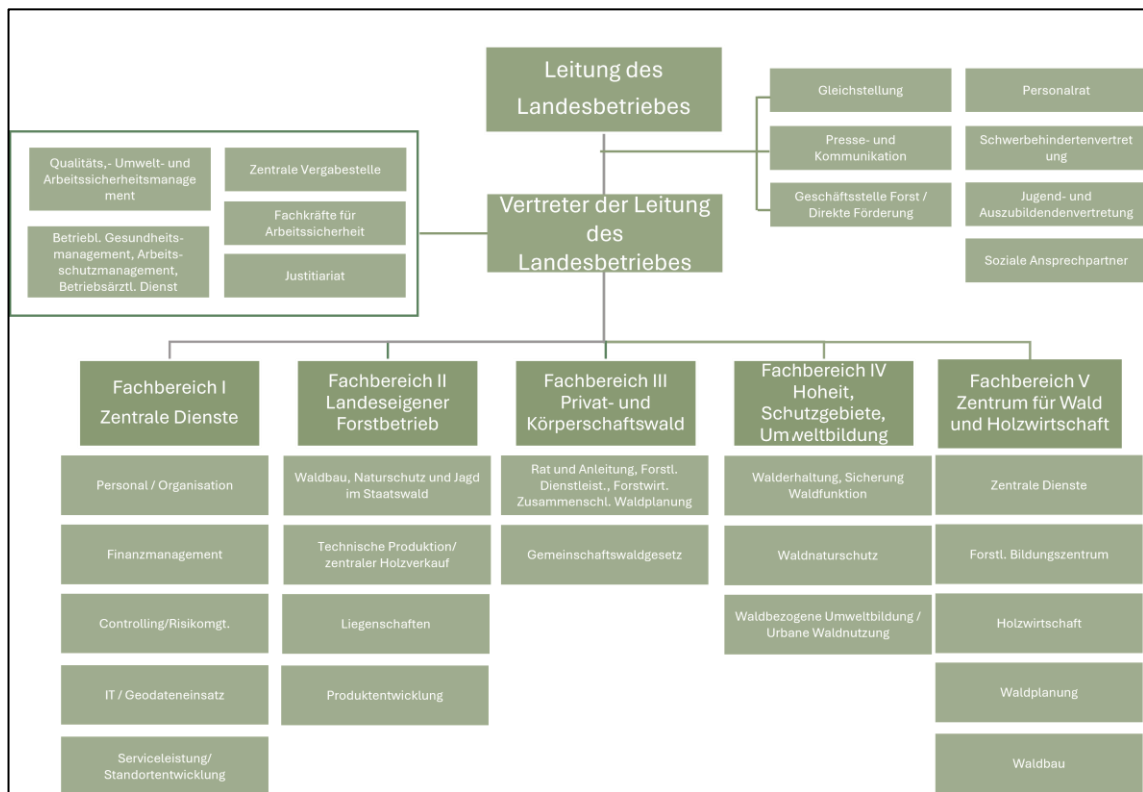 Leitung des
Landesbetriebes
Gleichstellung
Personalrat
Presse- und
Kommunikation
Schwerbehindertenvertret
ung
Geschäftsstelle Forst /
Direkte Förderung
Jugend- und
Auszubildendenvertretung
Soziale Ansprechpartner
Qualitäts,- Umwelt- und
Arbeitssicherheitsmanage
ment
Zentrale Vergabestelle
Fachkräfte für
Arbeitssicherheit
Betriebl. Gesundheits-
management, Arbeits-
schutzmanagement,
Betriebsärztl. Dienst
Justitiariat
Vertreter der Leitung
des
Landesbetriebes
Fachbereich I
Zentrale Dienste
Personal / Organisation
Finanzmanagement
Controlling/Risikomgt.
IT / Geodateneinsatz
Serviceleistung/
Standortentwicklung
Fachbereich II
Landeseigener
Forstbetrieb
Waldbau, Naturschutz und Jagd
im Staatswald
Technische Produktion/
zentraler Holzverkauf
Liegenschaften
Produktentwicklung
Fachbereich III
Privat- und
Körperschaftswald
Rat und Anleitung, Forstl.
Dienstleist., Forstwirt.
Zusammenschl. Waldplanung
Gemeinschaftswaldgesetz
Fachbereich IV
Hoheit,
Schutzgebiete,
Umweltbildung
Walderhaltung, Sicherung
Waldfunktion
Waldnaturschutz
Waldbezogene Umweltbildung /
Urbane Waldnutzung
Fachbereich V
Zentrum für Wald
und Holzwirtschaft
Zentrale Dienste
Forstl. Bildungszentrum
Holzwirtschaft
Waldplanung
Waldbau